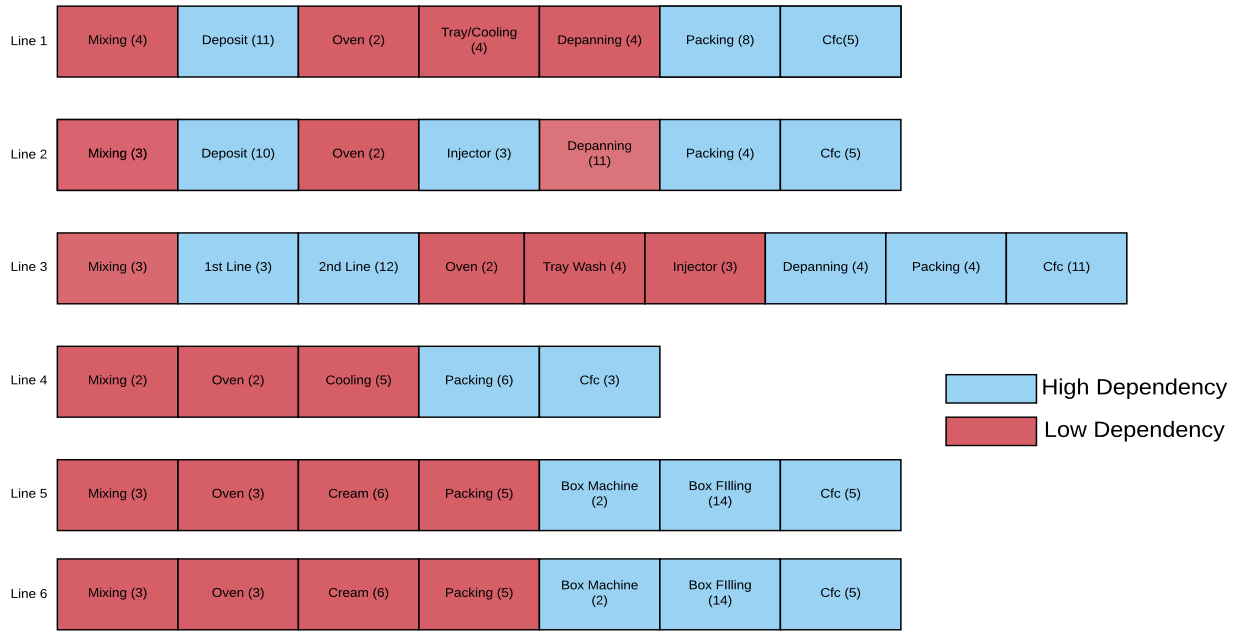 Line 1
Mixing (4)
Deposit (11)
Oven (2)
Tray/Cooling
(4)
Depanning (4)
Packing (8)
Cfc(5)
Line 2
Mixing (3)
Deposit (10)
Oven (2)
Injector (3)
Depanning
(11)
Packing (4)
Cfc (5)
Line 3
Mixing (3)
1st Line (3)
2nd Line (12)
Oven (2)
Tray Wash (4)
Injector (3)
Depanning (4)
Packing (4)
Cfc (11)
Line 4
Mixing (2)
Oven (2)
Cooling (5)
Packing (6)
Cfc (3)
High Dependency
Low Dependency
Line 5
Mixing (3)
Oven (3)
Cream (6)
Packing (5)
Box Machine
(2)
Box FIlling
(14)
Cfc (5)
Line 6
Mixing (3)
Oven (3)
Cream (6)
Packing (5)
Box Machine
(2)
Box FIlling
(14)
Cfc (5)